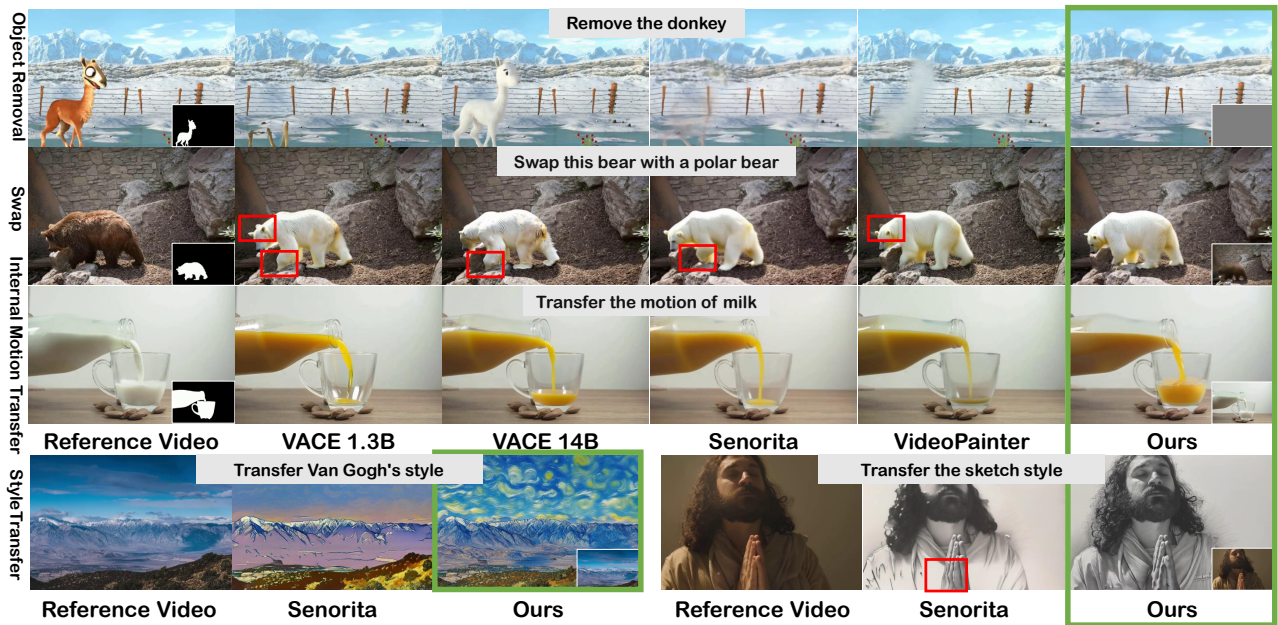 Object Removal
Remove the donkey
Swap
Swap this bear with a polar bear
Internal Motion Transfer
Transfer the motion of milk
Reference Video
VACE 1.3B
VACE 14B
Senorita
VideoPainter
Ours
Style Transfer
Transfer Van Gogh's style
Transfer the sketch style
Reference Video
Senorita
Ours
Reference Video
Senorita
Ours